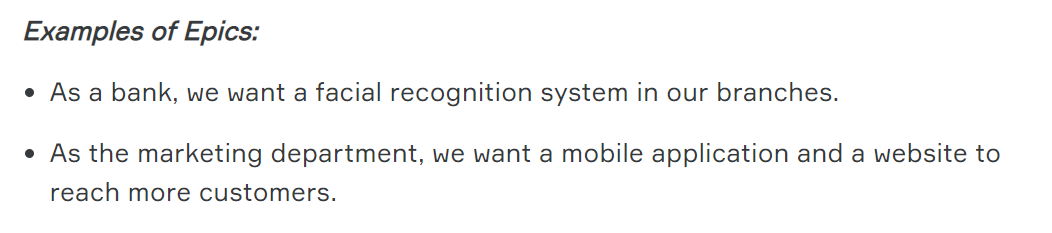 Examples of Epics:
• As a bank, we want a facial recognition system in our branches.
• As the marketing department, we want a mobile application and a website to
reach more customers.